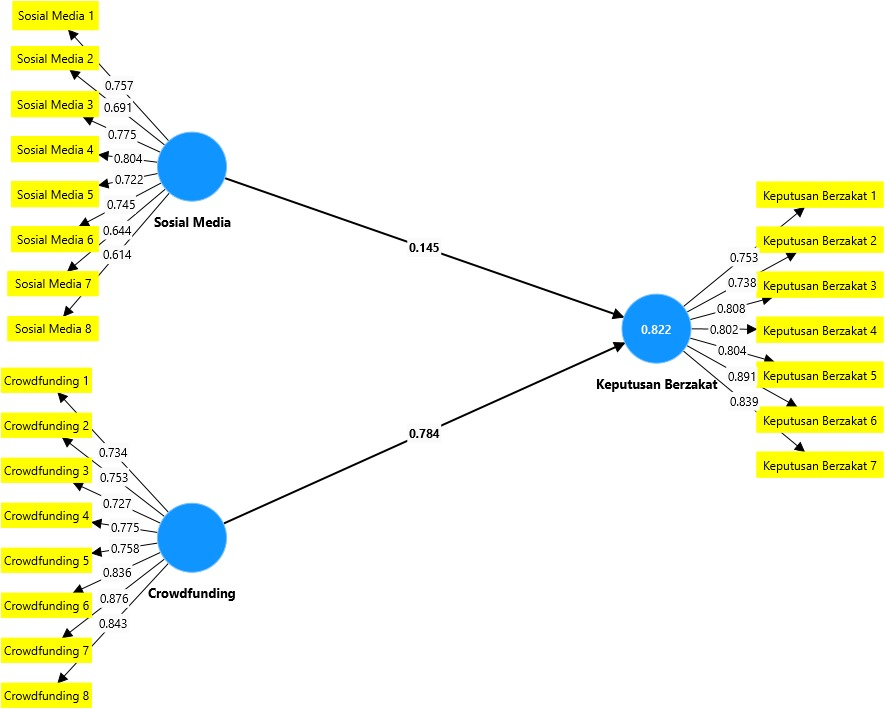 Sosial Media 1
Sosial Media 2
Sosial Media 3
Sosial Media 4
Sosial Media 5
Sosial Media 6
Sosial Media 7
Sosial Media 8
0.757
0.691
0.775
0.804
0.722
0.745
0.644
0.614
Sosial Media
0.145
Crowdfunding 1
Crowdfunding 2
Crowdfunding 3
Crowdfunding 4
Crowdfunding 5
Crowdfunding 6
Crowdfunding 7
Crowdfunding 8
0.734
0.753
0.727
0.775
0.758
0.836
0.876
0.843
Crowdfunding
0.784
0.822
Keputusan Berzakat
0.753
0.738
0.808
0.802
0.804
0.891
0.839
Keputusan Berzakat 1
Keputusan Berzakat 2
Keputusan Berzakat 3
Keputusan Berzakat 4
Keputusan Berzakat 5
Keputusan Berzakat 6
Keputusan Berzakat 7